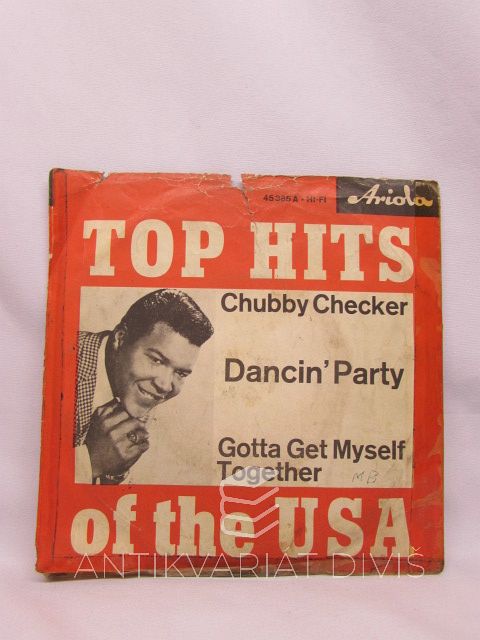 45 385 A - HI-FI
Ariola
TOP HITS
Chubby Checker
Dancin' Party
Gotta Get Myself
Together
MB
of the USA
ANTIKVARIÁT DIVIŠ